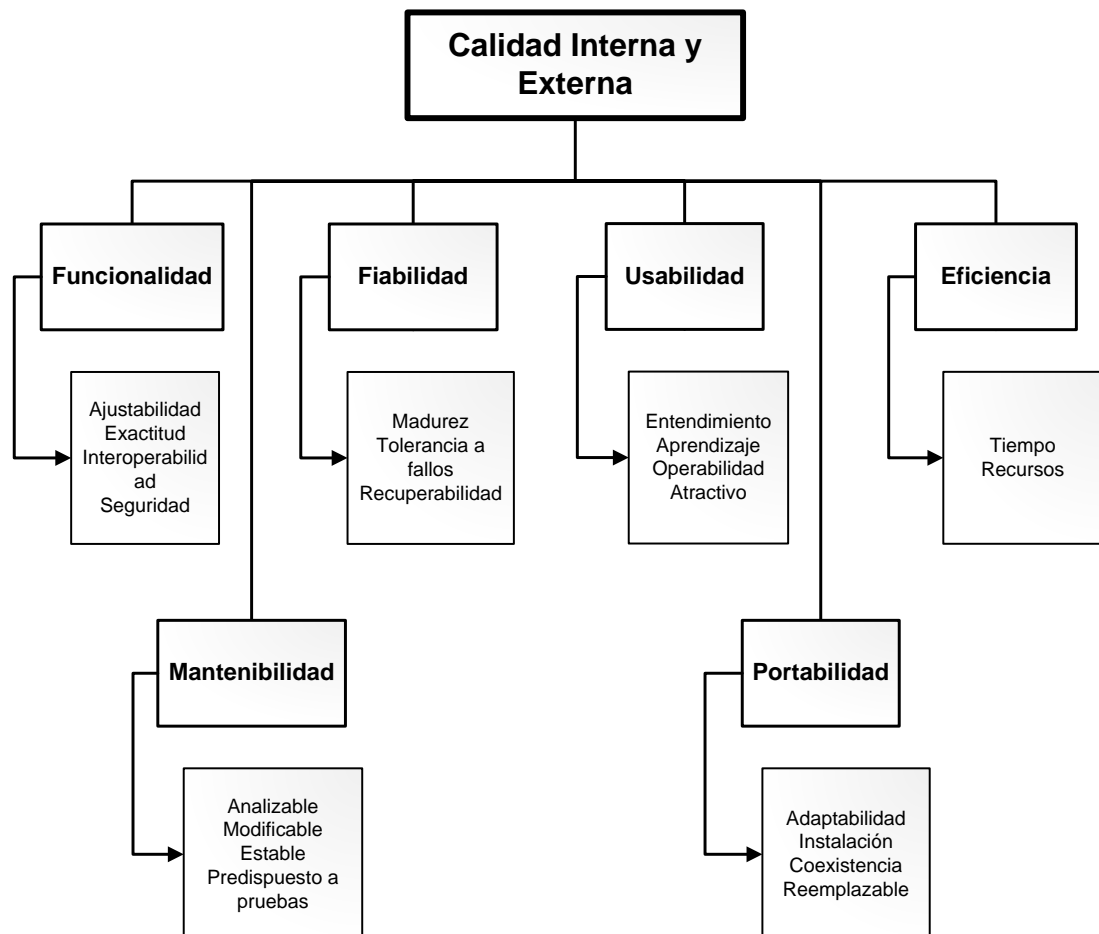 Calidad Interna y
Externa
Funcionalidad
Fiabilidad
Usabilidad
Eficiencia
Ajustabilidad
Exactitud
Interoperabilid
ad
Seguridad
Madurez
Tolerancia a
fallos
Recuperabilidad
Entendimiento
Aprendizaje
Operabilidad
Atractivo
Tiempo
Recursos
Mantenibilidad
Portabilidad
Analizable
Modificable
Estable
Predispuesto a
pruebas
Adaptabilidad
Instalación
Coexistencia
Reemplazable